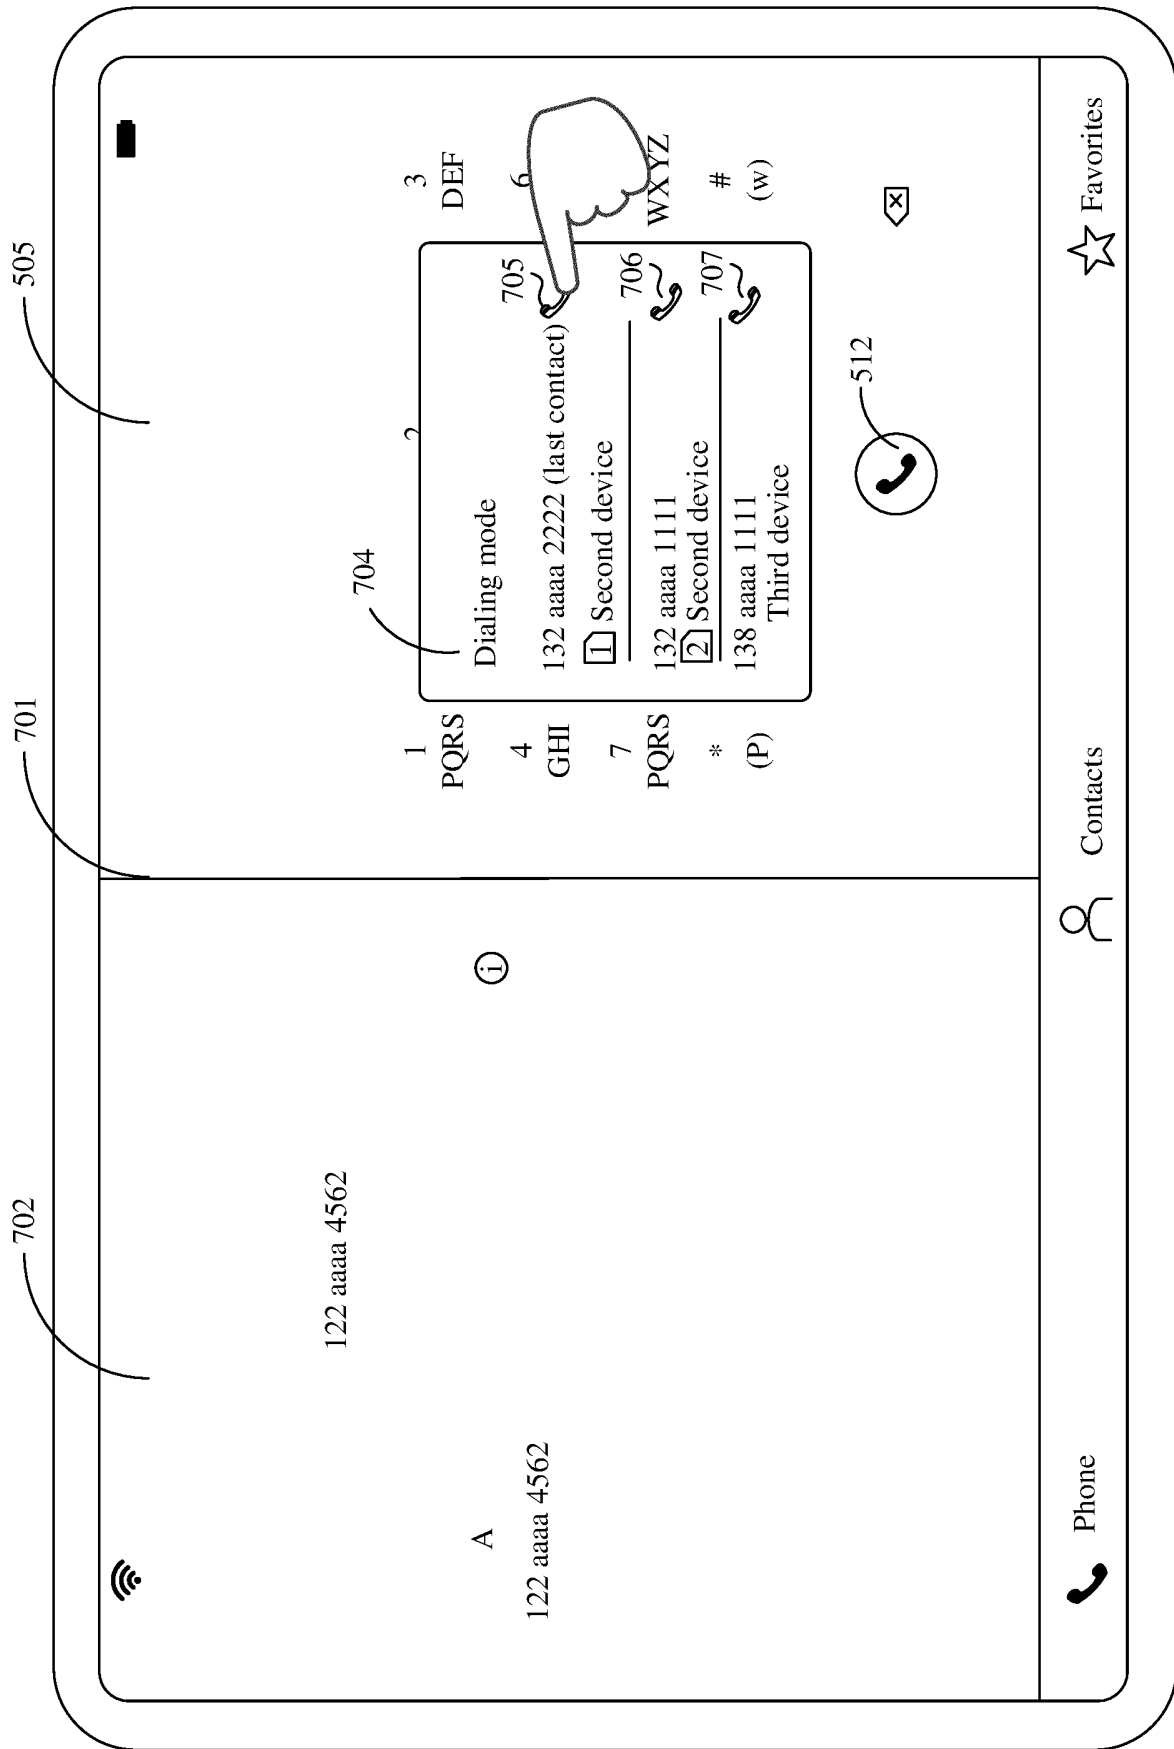 702
701
505
122 aaaa 4562
A
122 aaaa 4562
i
1
PQRS
2
3
DEF
4
GHI
6
7
PQRS
WXYZ
*
(P)
#
(w)
704
Dialing mode
132 aaaa 2222 (last contact)
705
1 Second device
132 aaaa 1111
706
2 Second device
138 aaaa 1111
707
Third device
512
Phone
Contacts
Favorites